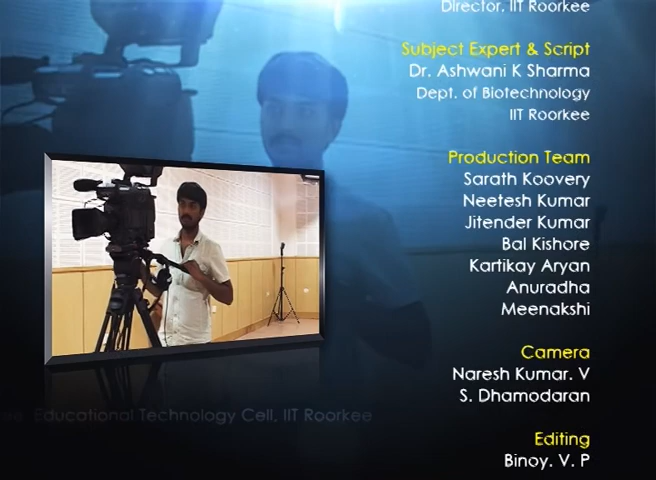 Director, IIT Roorkee
Subject Expert & Script
Dr. Ashwani K Sharma
Dept. of Biotechnology
IIT Roorkee
Production Team
Sarath Koovery
Neetesh Kumar
Jitender Kumar
Bal Kishore
Kartikay Aryan
Anuradha
Meenakshi
Camera
Naresh Kumar. V
S. Dhamodaran
Educational Technology Cell, IIT Roorkee
Editing
Binoy. V. P